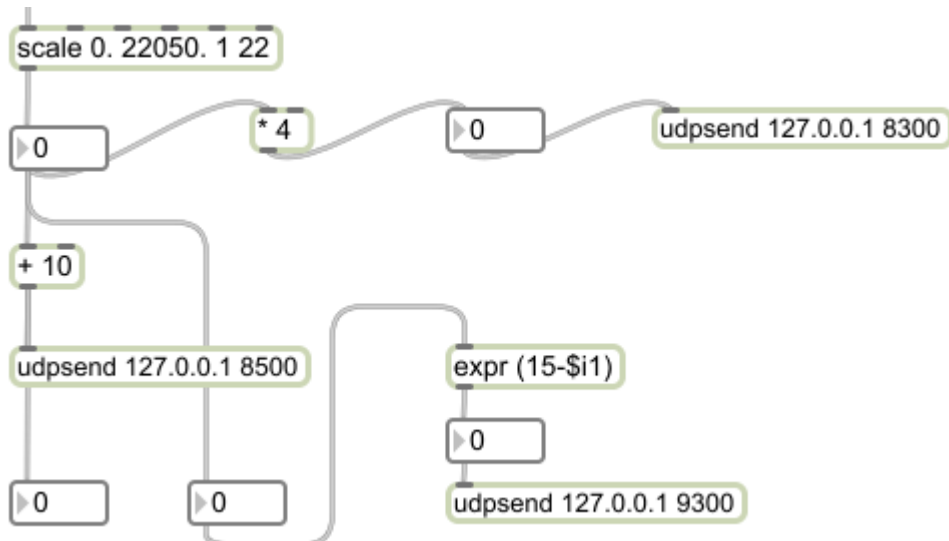 scale 0. 22050. 1 22
0
* 4
0
udpsend 127.0.0.1 8300
+ 10
udpsend 127.0.0.1 8500
expr (15-$i1)
0
0
0
udpsend 127.0.0.1 9300